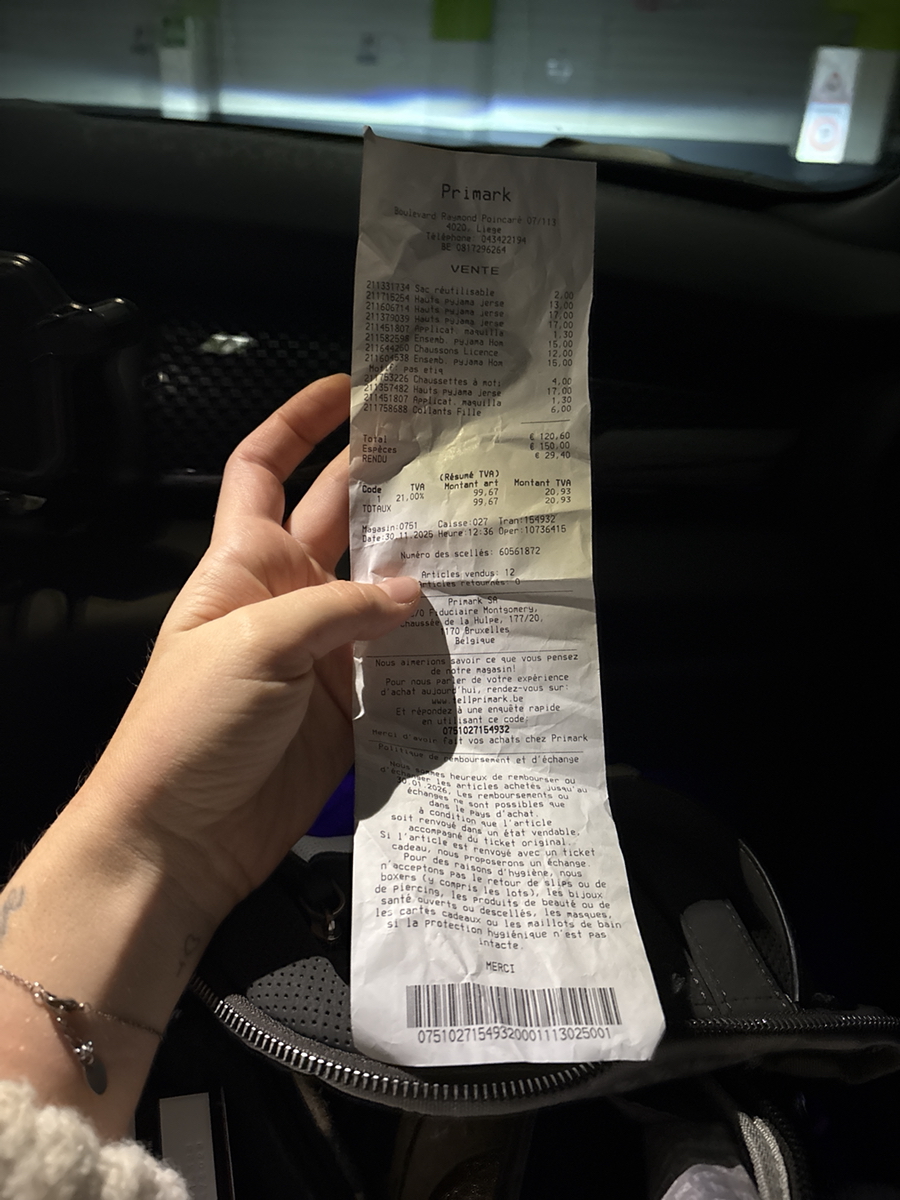 Primark
Boulevard Raymond Poincaré 07/113
4020, Liege
Téléphone: 043422194
BE 0817296264
VENTE
211331734 Sac réutilisable 2,00
211716254 Hauts pyjama jerse 13,00
211606714 Hauts pyjama jerse 17,00
211379039 Hauts pyjama jerse 17,00
211451807 Applicat. maquilla 1,30
211582598 Ensemb. pyjama Hom 15,00
211644260 Chaussons Licence 12,00
211604538 Ensemb. pyjama Hom 15,00
Motif: pas etiq
211753226 Chaussettes à moti 4,00
211357482 Hauts pyjama jerse 17,00
211451807 Applicat. maquilla 1,30
211758688 Collants Fille 6,00
Total € 120,60
Espèces € 150,00
RENDU € 29,40
(Résumé TVA)
Code TVA Montant art Montant TVA
1 21,00% 99,67 20,93
TOTAUX 99,67 20,93
Magasin:0751 Caisse:027 Tran:154932
Date:30.11.2025 Heure:12:36 Oper:10736415
Numéro des scellés: 60561872
Articles vendus: 12
Articles retournés: 0
Primark SA
C/O Fiduciaire Montgomery,
Chaussée de la Hulpe, 177/20,
1170 Bruxelles
Belgique
Nous aimerions savoir ce que vous pensez
de notre magasin!
Pour nous parler de votre expérience
d'achat aujourd'hui, rendez-vous sur:
www.tellprimark.be
Et répondez à une enquête rapide
en utilisant ce code:
0751027154932
Merci d'avoir fait vos achats chez Primark
Politique de remboursement et d'échange
Nous sommes heureux de rembourser ou
d'échanger les articles achetés jusqu'au
30.01.2026. Les remboursements ou
échanges ne sont possibles que
dans le pays d'achat.
à condition que l'article
soit renvoyé dans un état vendable,
accompagné du ticket original.
Si l'article est renvoyé avec un ticket
cadeau, nous proposerons un échange.
Pour des raisons d'hygiène, nous
n'acceptons pas le retour de slips ou de
boxers (y compris les lots), les bijoux
de piercing, les produits de beauté ou de
santé ouverts ou descellés, les masques,
les cartes cadeaux ou les maillots de bain
si la protection hygiénique n'est pas
intacte.
MERCI
07510271549320001113025001